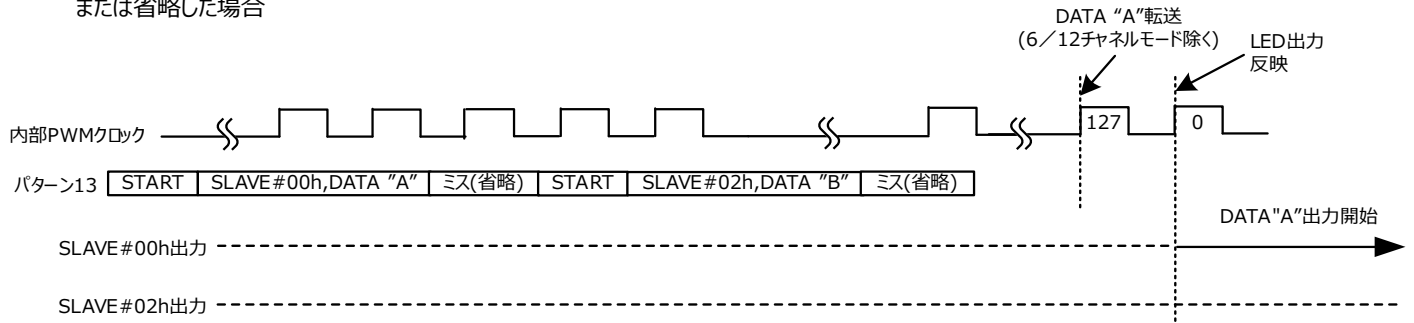 または省略した場合
DATA “A”転送
(6／12チャネルモード除く)
LED出力
反映
内部PWMクロック
127
0
パターン13
START
SLAVE#00h,DATA ”A”
ミス(省略)
START
SLAVE#02h,DATA ”B”
ミス(省略)
DATA"A”出力開始
SLAVE#00h出力
SLAVE#02h出力